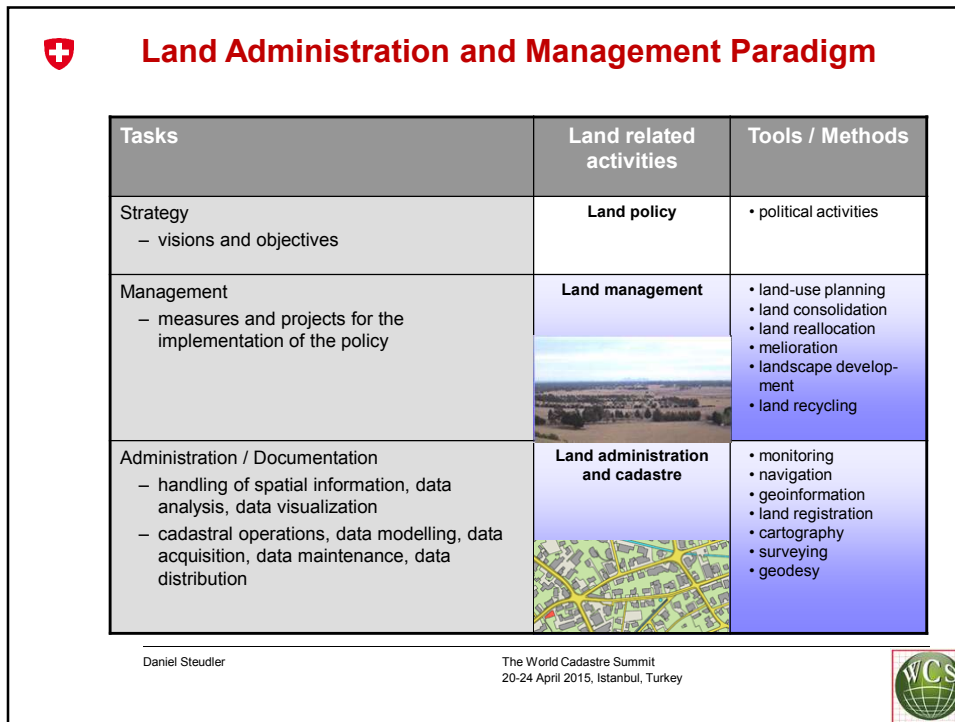 Land Administration and Management Paradigm
Tasks
Land related
activities
Tools / Methods
Strategy
– visions and objectives
Land policy
• political activities
Management
– measures and projects for the
implementation of the policy
Land management
• land-use planning
• land consolidation
• land reallocation
• melioration
• landscape develop-
ment
• land recycling
Administration / Documentation
– handling of spatial information, data
analysis, data visualization
– cadastral operations, data modelling, data
acquisition, data maintenance, data
distribution
Land administration
and cadastre
• monitoring
• navigation
• geoinformation
• land registration
• cartography
• surveying
• geodesy
Daniel Steudler
The World Cadastre Summit
20-24 April 2015, Istanbul, Turkey
WCS